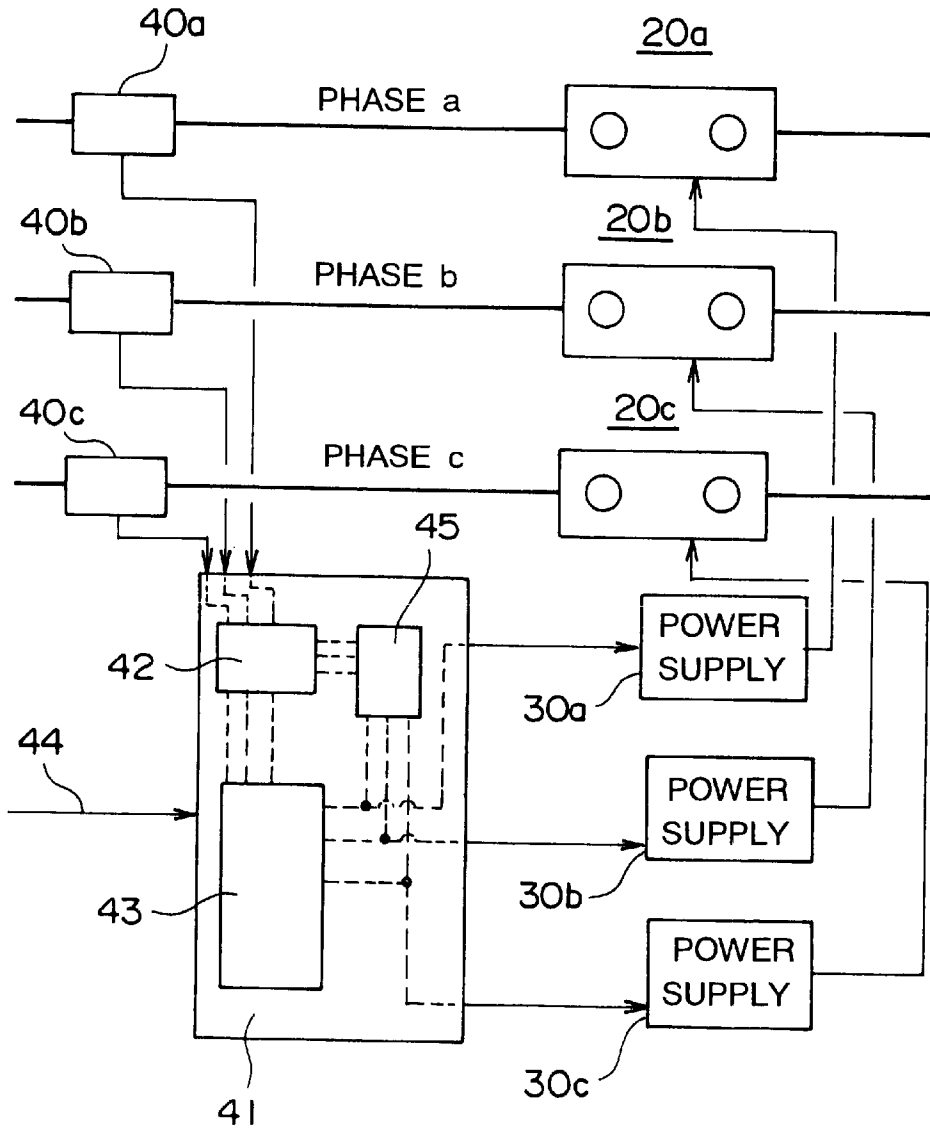 40a
20a
PHASE a
40b
20b
PHASE b
40c
20c
PHASE c
45
POWER
SUPPLY
42
30a
44
POWER
SUPPLY
43
30b
POWER
SUPPLY
30c
41